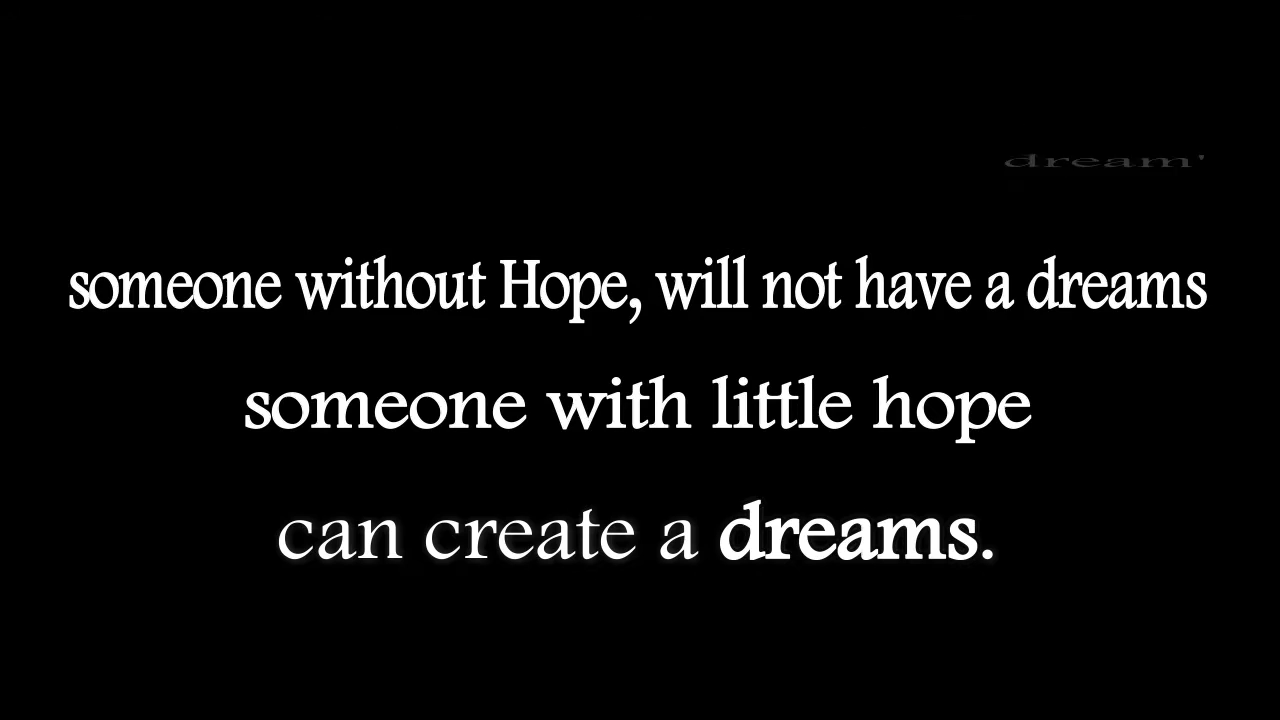 dream'
someone without Hope, will not have a dreams
someone with little hope
can create a dreams.